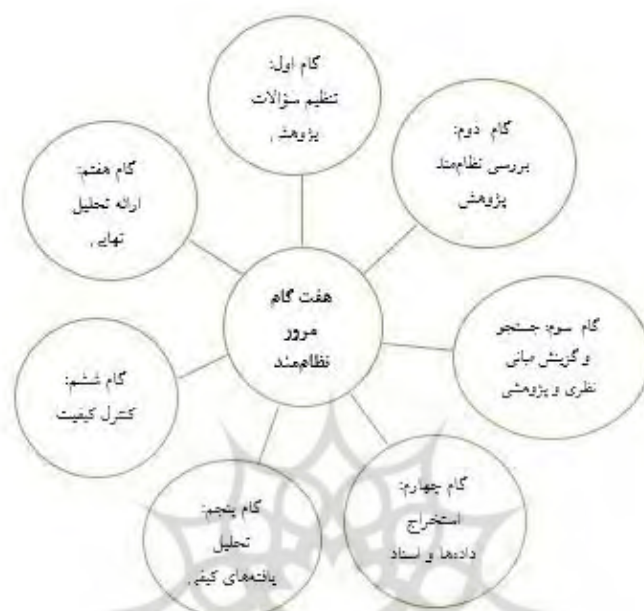 گام اول:
تنظیم سؤالات
پژوهشی
گام دوم:
بررسی نظام‌مند
پژوهش
گام سوم: جستجو
و گزینش مبانی
نظری و پژوهشی
گام چهارم:
استخراج
داده‌ها و اسناد
گام پنجم:
تحلیل
یافته‌های کیفی
گام ششم:
کنترل کیفیت
گام هفتم:
ارائه تحلیل
نهایی
هفت گام
مرور
نظام‌مند